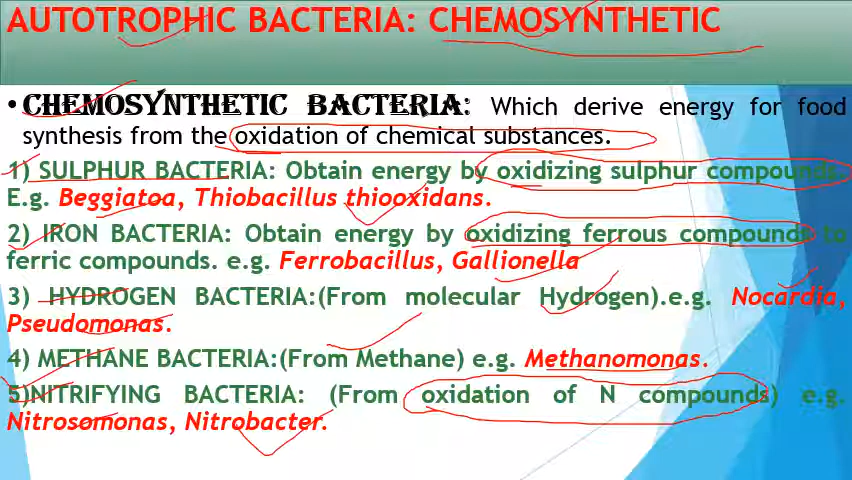 AUTOTROPHIC BACTERIA: CHEMOSYNTHETIC
• CHEMOSYNTHETIC BACTERIA: Which derive energy for food
synthesis from the oxidation of chemical substances.
1) SULPHUR BACTERIA: Obtain energy by oxidizing sulphur compounds.
E.g. Beggiatoa, Thiobacillus thiooxidans.
2) IRON BACTERIA: Obtain energy by oxidizing ferrous compounds to
ferric compounds. e.g. Ferrobacillus, Gallionella
3) HYDROGEN BACTERIA:(From molecular Hydrogen).e.g. Nocardia,
Pseudomonas.
4) METHANE BACTERIA:(From Methane) e.g. Methanomonas.
5)NITRIFYING BACTERIA: (From oxidation of N compounds) e.g.
Nitrosomonas, Nitrobacter.